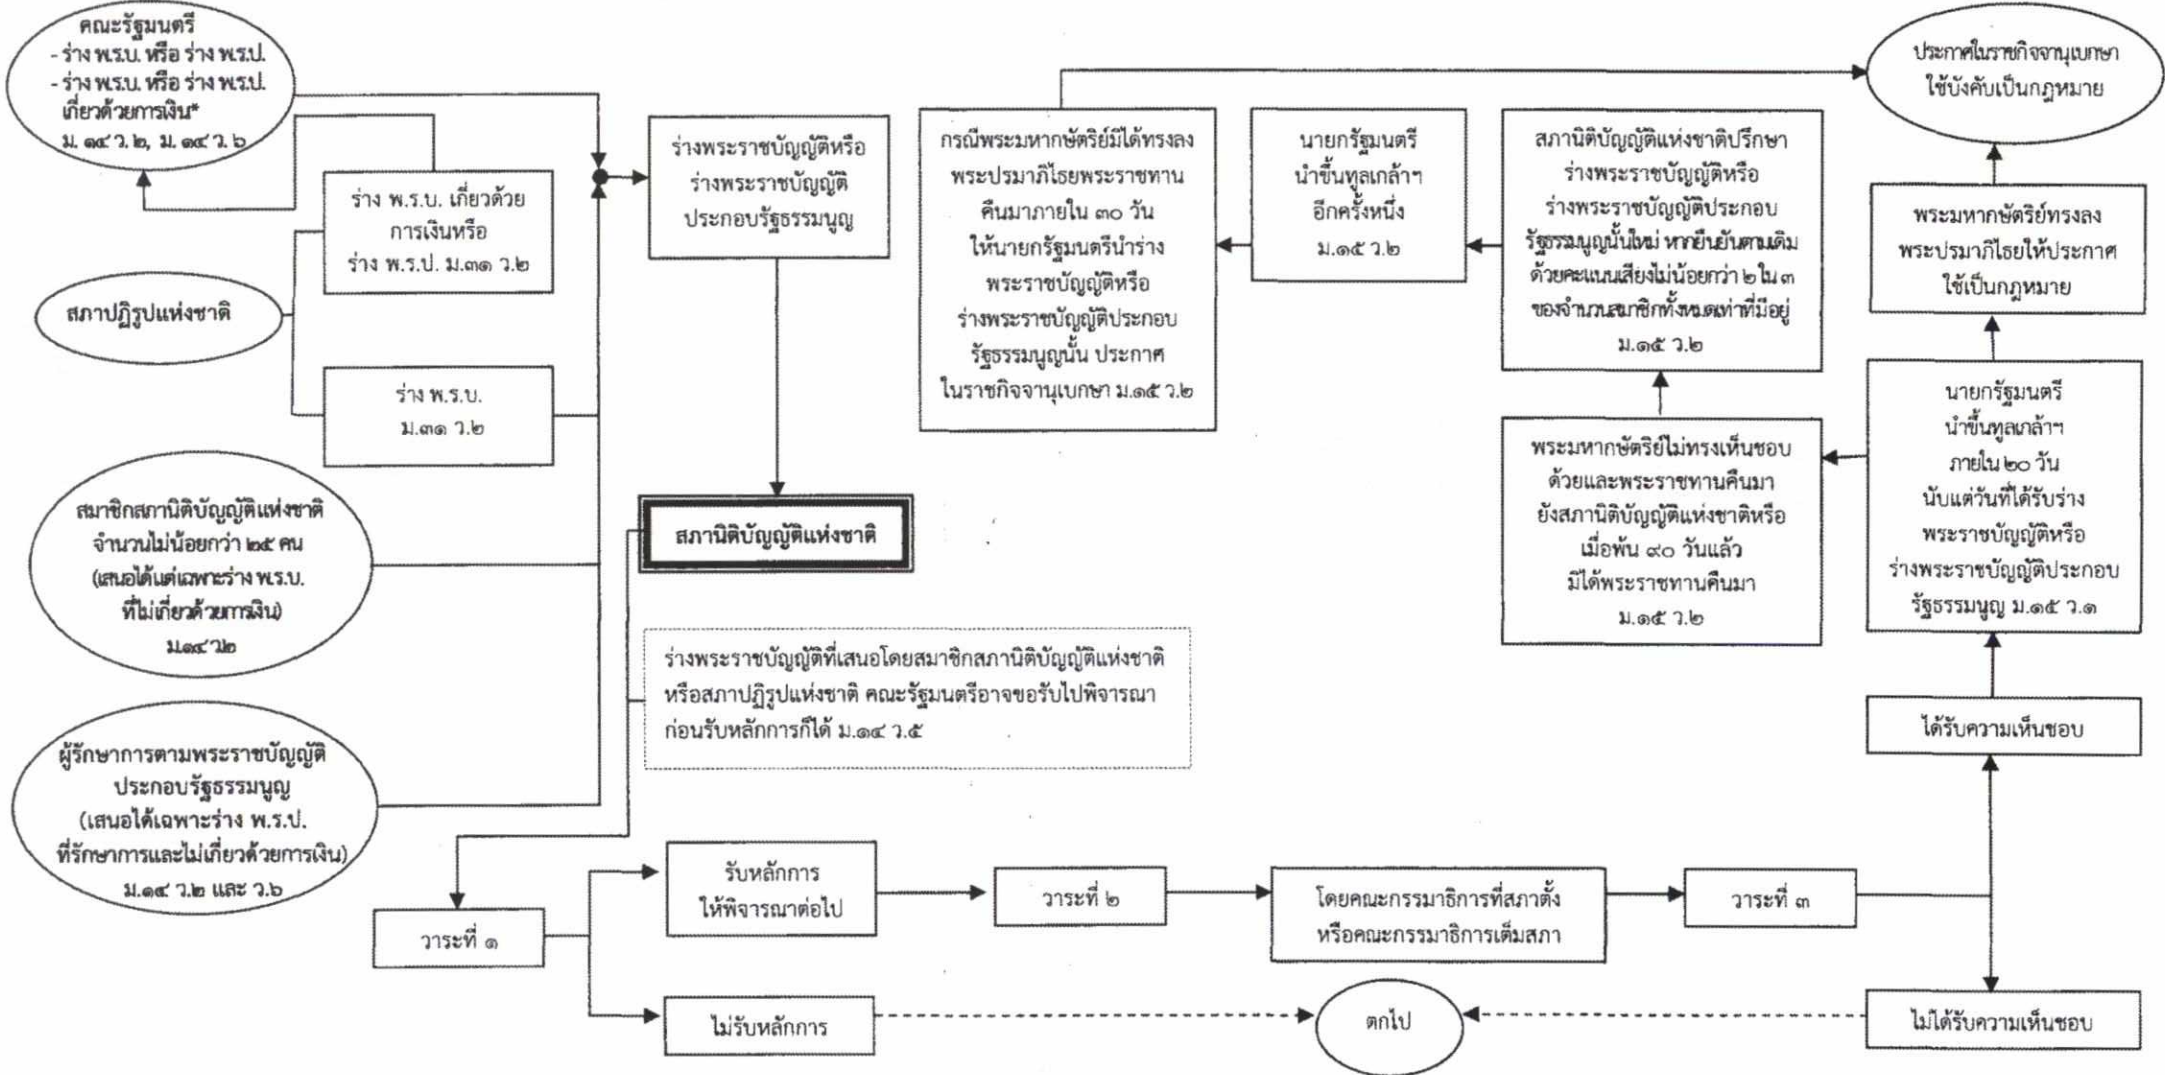 คณะรัฐมนตรี
- ร่าง พ.ร.บ. หรือ ร่าง พ.ร.ป.
- ร่าง พ.ร.บ. หรือ ร่าง พ.ร.ป.
เกี่ยวด้วยการเงิน*
ม. ๑๔ ว. ๒, ม. ๑๔ ว. ๖
ร่าง พ.ร.บ. เกี่ยวด้วย
การเงินหรือ
ร่าง พ.ร.ป. ม.๓๑ ว.๒
สภาปฏิรูปแห่งชาติ
ร่าง พ.ร.บ.
ม.๓๑ ว.๒
สมาชิกสภานิติบัญญัติแห่งชาติ
จำนวนไม่น้อยกว่า ๒๕ คน
(เสนอได้แต่เฉพาะร่าง พ.ร.บ.
ที่ไม่เกี่ยวด้วยการเงิน)
ม.๑๔ ว.๒
ผู้รักษาการตามพระราชบัญญัติ
ประกอบรัฐธรรมนูญ
(เสนอได้เฉพาะร่าง พ.ร.ป.
ที่รักษาการและไม่เกี่ยวด้วยการเงิน)
ม.๑๔ ว.๒ และ ว.๖
ร่างพระราชบัญญัติหรือ
ร่างพระราชบัญญัติ
ประกอบรัฐธรรมนูญ
สภานิติบัญญัติแห่งชาติ
ร่างพระราชบัญญัติที่เสนอโดยสมาชิกสภานิติบัญญัติแห่งชาติ
หรือสภาปฏิรูปแห่งชาติ คณะรัฐมนตรีอาจขอรับไปพิจารณา
ก่อนรับหลักการก็ได้ ม.๑๔ ว.๕
วาระที่ ๑
รับหลักการ
ให้พิจารณาต่อไป
ไม่รับหลักการ
วาระที่ ๒
โดยคณะกรรมาธิการที่สภาตั้ง
หรือคณะกรรมาธิการเต็มสภา
วาระที่ ๓
ตกไป
ได้รับความเห็นชอบ
ไม่ได้รับความเห็นชอบ
นายกรัฐมนตรี
นำขึ้นทูลเกล้าฯ
ภายใน ๒๐ วัน
นับแต่วันที่ได้รับร่าง
พระราชบัญญัติหรือ
ร่างพระราชบัญญัติประกอบ
รัฐธรรมนูญ ม.๑๕ ว.๑
พระมหากษัตริย์ทรงลง
พระปรมาภิไธยให้ประกาศ
ใช้เป็นกฎหมาย
ประกาศในราชกิจจานุเบกษา
ใช้บังคับเป็นกฎหมาย
พระมหากษัตริย์ไม่ทรงเห็นชอบ
ด้วยและพระราชทานคืนมา
ยังสภานิติบัญญัติแห่งชาติหรือ
เมื่อพ้น ๙๐ วันแล้ว
มิได้พระราชทานคืนมา
ม.๑๕ ว.๒
สภานิติบัญญัติแห่งชาติปรึกษา
ร่างพระราชบัญญัติหรือ
ร่างพระราชบัญญัติประกอบ
รัฐธรรมนูญนั้นใหม่ หากยืนยันตามเดิม
ด้วยคะแนนเสียงไม่น้อยกว่า ๒ ใน ๓
ของจำนวนสมาชิกทั้งหมดเท่าที่มีอยู่
ม.๑๕ ว.๒
นายกรัฐมนตรี
นำขึ้นทูลเกล้าฯ
อีกครั้งหนึ่ง
ม.๑๕ ว.๒
กรณีพระมหากษัตริย์มิได้ทรงลง
พระปรมาภิไธยพระราชทาน
คืนมาภายใน ๓๐ วัน
ให้นายกรัฐมนตรีนำร่าง
พระราชบัญญัติหรือ
ร่างพระราชบัญญัติประกอบ
รัฐธรรมนูญนั้น ประกาศ
ในราชกิจจานุเบกษา ม.๑๕ ว.๒